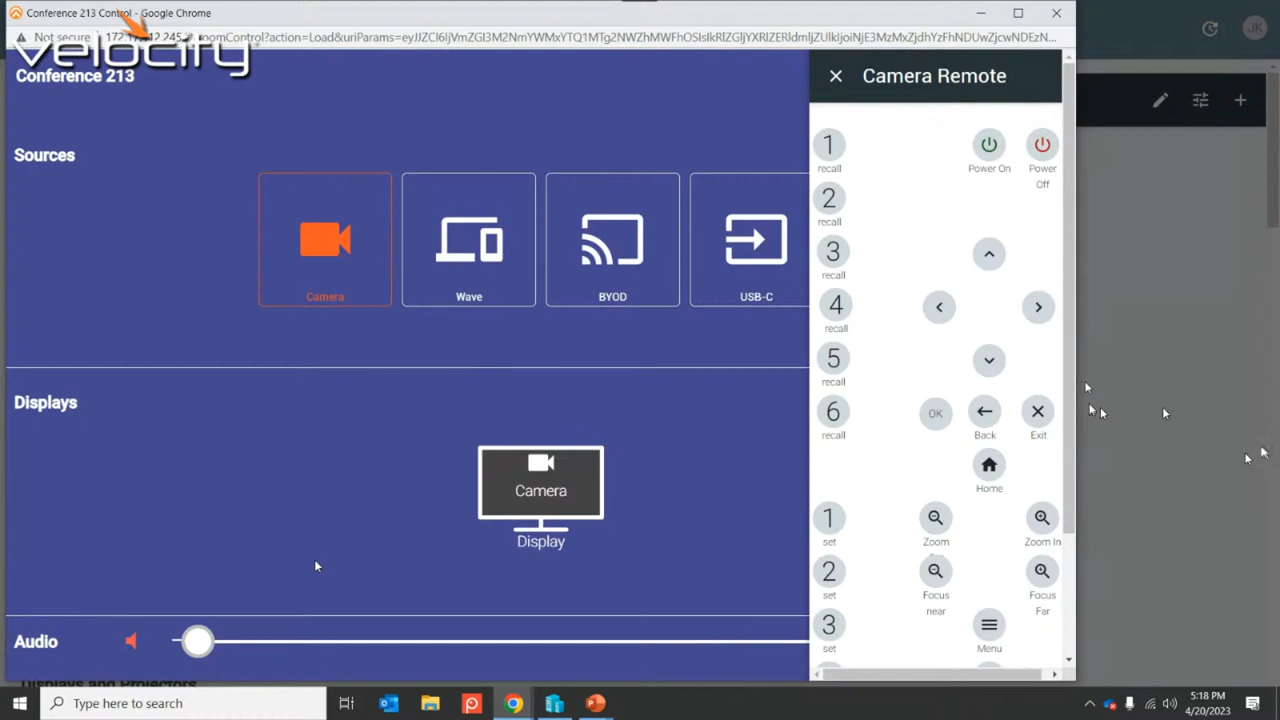 Conference 213 Control - Google Chrome
Not secure
velocity
Conference 213
Camera Remote
JK
Sources
Camera
Wave
BYOD
USB-C
1
recall
Power On
Power
Off
2
recall
3
recall
4
recall
5
recall
6
recall
OK
Back
Exit
Home
Displays
Camera
Display
1
set
Zoom
Zoom In
2
set
Focus
near
Focus
Far
3
set
Menu
Audio
Displays and Projectors
Type here to search
5:18 PM
4/20/2023